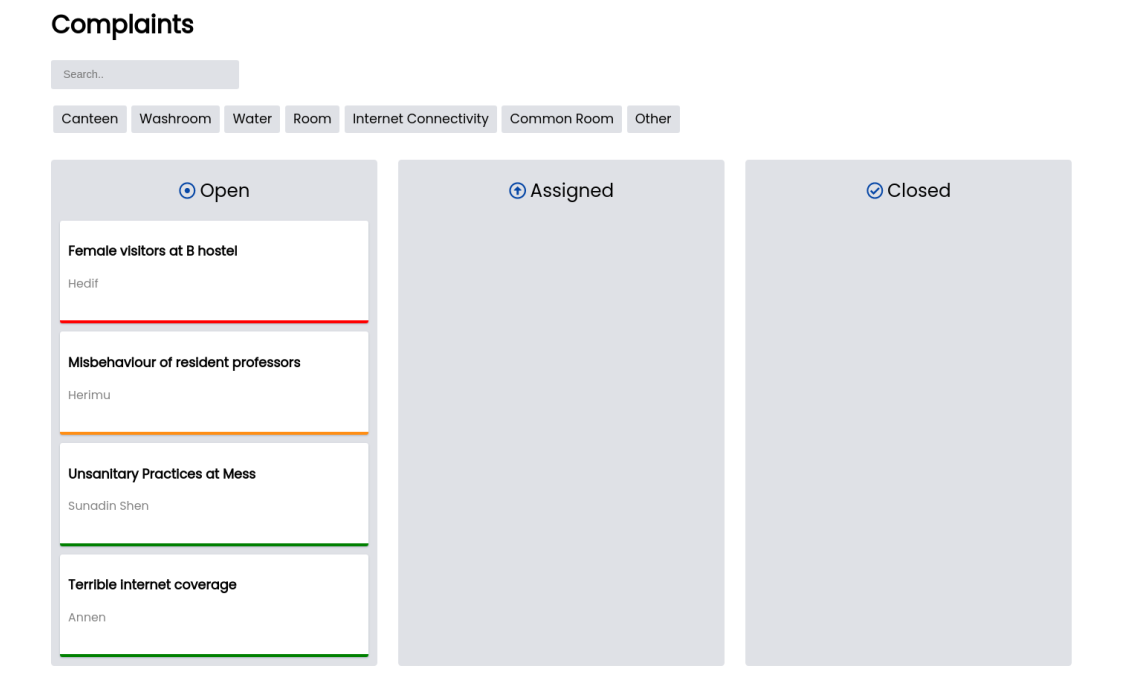 Complaints
Search..
Canteen Washroom Water Room Internet Connectivity Common Room Other
Open
Assigned
Closed
Female visitors at B hostel
Hedif
Misbehaviour of resident professors
Herimu
Unsanitary Practices at Mess
Sunadin Shen
Terrible internet coverage
Annen